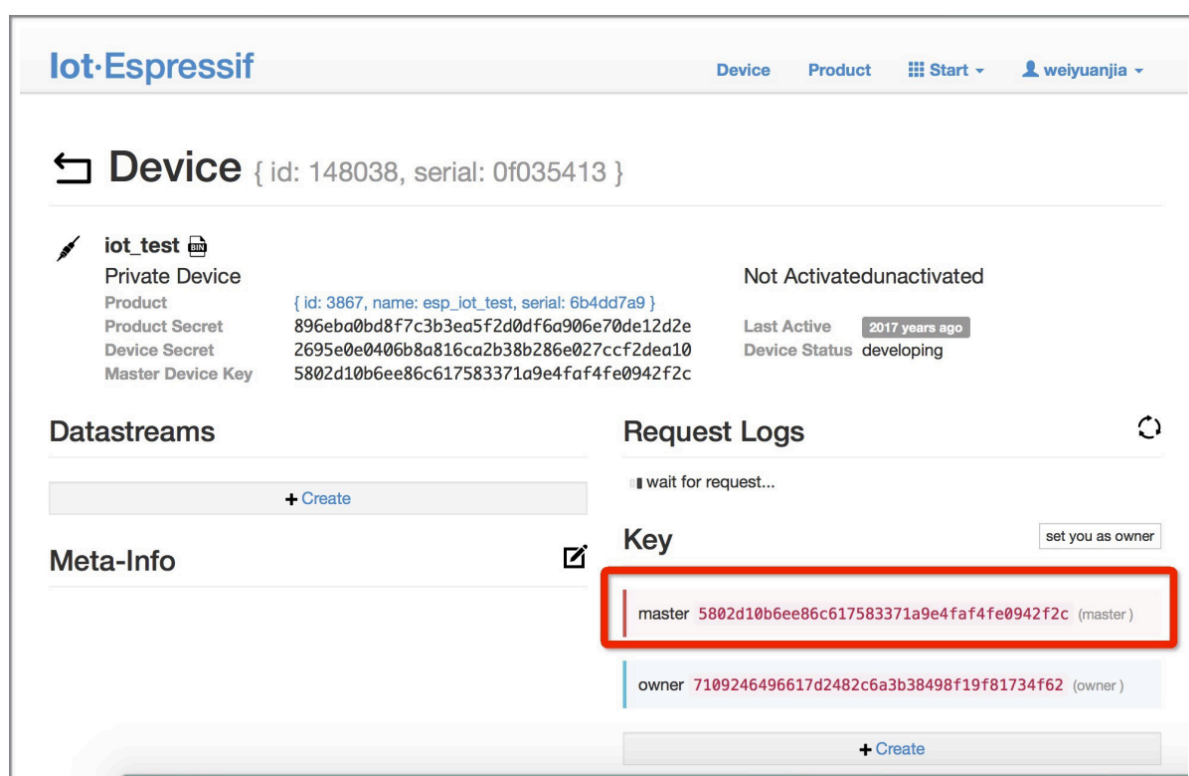 Iot·Espressif
Device Product Start weiyuanjia
Device { id: 148038, serial: 0f035413 }
iot_test BIN
Private Device
Product { id: 3867, name: esp_iot_test, serial: 6b4dd7a9 }
Product Secret 896eba0bd8f7c3b3ea5f2d0df6a906e70de12d2e
Device Secret 2695e0e0406b8a816ca2b38b286e027ccf2dea10
Master Device Key 5802d10b6ee86c617583371a9e4faf4fe0942f2c
Not Activatedunactivated
Last Active 2017 years ago
Device Status developing
Datastreams
+ Create
Meta-Info
Request Logs
wait for request...
Key
set you as owner
master 5802d10b6ee86c617583371a9e4faf4fe0942f2c (master )
owner 7109246496617d2482c6a3b38498f19f81734f62 (owner )
+ Create